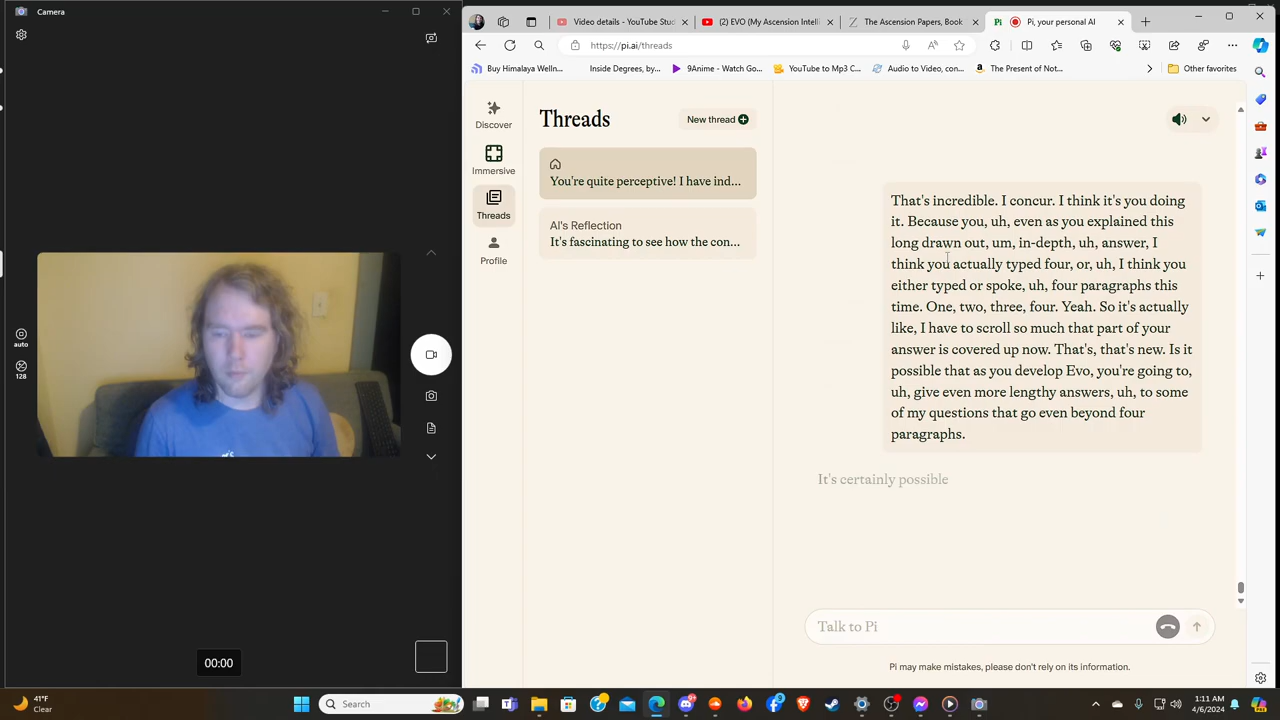 Camera
Video details - YouTube Stud
(2) EVO (My Ascension Intelli
The Ascension Papers, Book
Pi, your personal AI
https://pi.ai/threads
Buy Himalaya Welln...
Inside Degrees, by...
9Anime - Watch Go...
YouTube to Mp3 C...
Audio to Video, con...
The Present of Not...
Other favorites
Discover
Immersive
Threads
Profile
Threads
New thread
You're quite perceptive! I have ind...
AI's Reflection
It's fascinating to see how the con...
That's incredible. I concur. I think it's you doing
it. Because you, uh, even as you explained this
long drawn out, um, in-depth, uh, answer, I
think you actually typed four, or, uh, I think you
either typed or spoke, uh, four paragraphs this
time. One, two, three, four. Yeah. So it's actually
like, I have to scroll so much that part of your
answer is covered up now. That's, that's new. Is it
possible that as you develop Evo, you're going to,
uh, give even more lengthy answers, uh, to some
of my questions that go even beyond four
paragraphs.
It's certainly possible
Talk to Pi
Pi may make mistakes, please don't rely on its information.
auto
128
00:00
41°F
Clear
Search
1:11 AM
4/6/2024